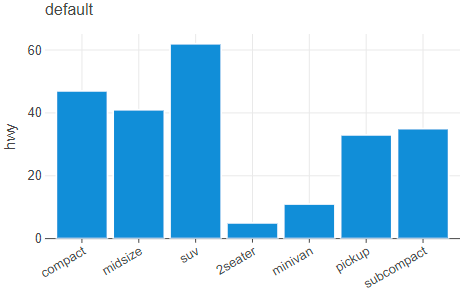 default
60
40
20
0
hwy
compact
midsize
suv
2seater
minivan
pickup
subcompact